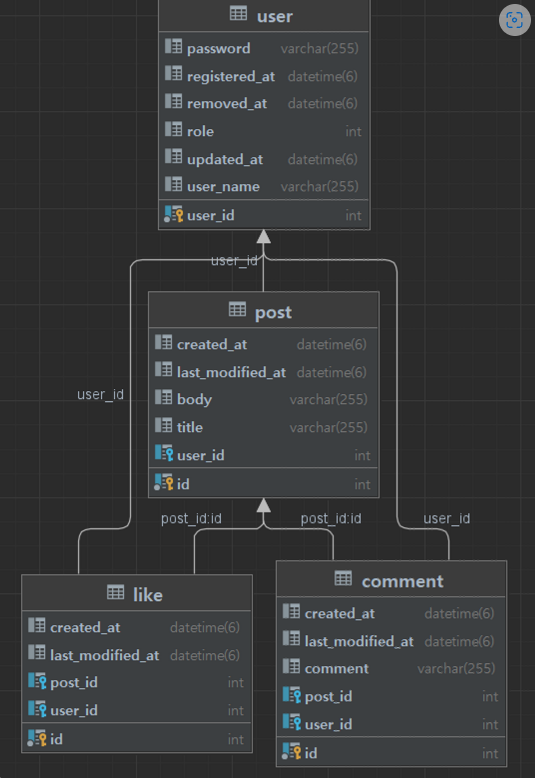 user
password varchar(255)
registered_at datetime(6)
removed_at datetime(6)
role int
updated_at datetime(6)
user_name varchar(255)
user_id int
user_id
post
created_at datetime(6)
last_modified_at datetime(6)
body varchar(255)
title varchar(255)
user_id int
id int
user_id
post_id:id
post_id:id
user_id
like
created_at datetime(6)
last_modified_at datetime(6)
post_id int
user_id int
id int
comment
created_at datetime(6)
last_modified_at datetime(6)
comment varchar(255)
post_id int
user_id int
id int